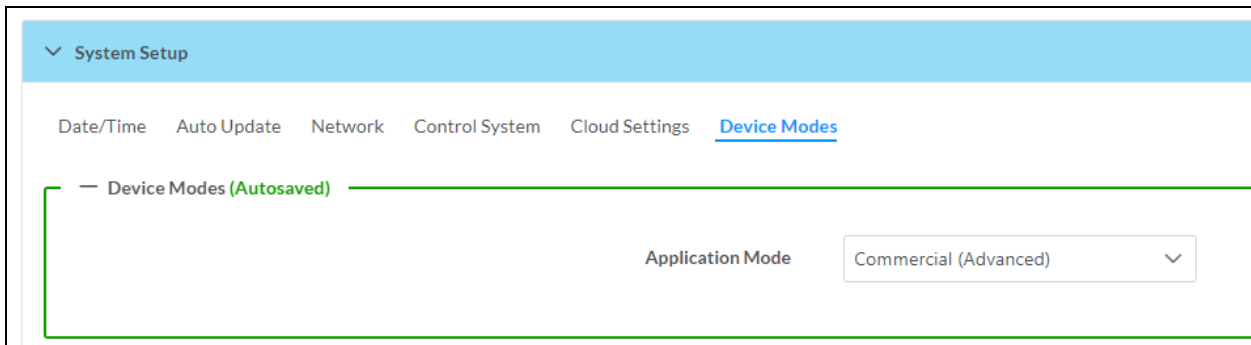 System Setup
Date/Time Auto Update Network Control System Cloud Settings Device Modes
Device Modes (Autosaved)
Application Mode Commercial (Advanced)